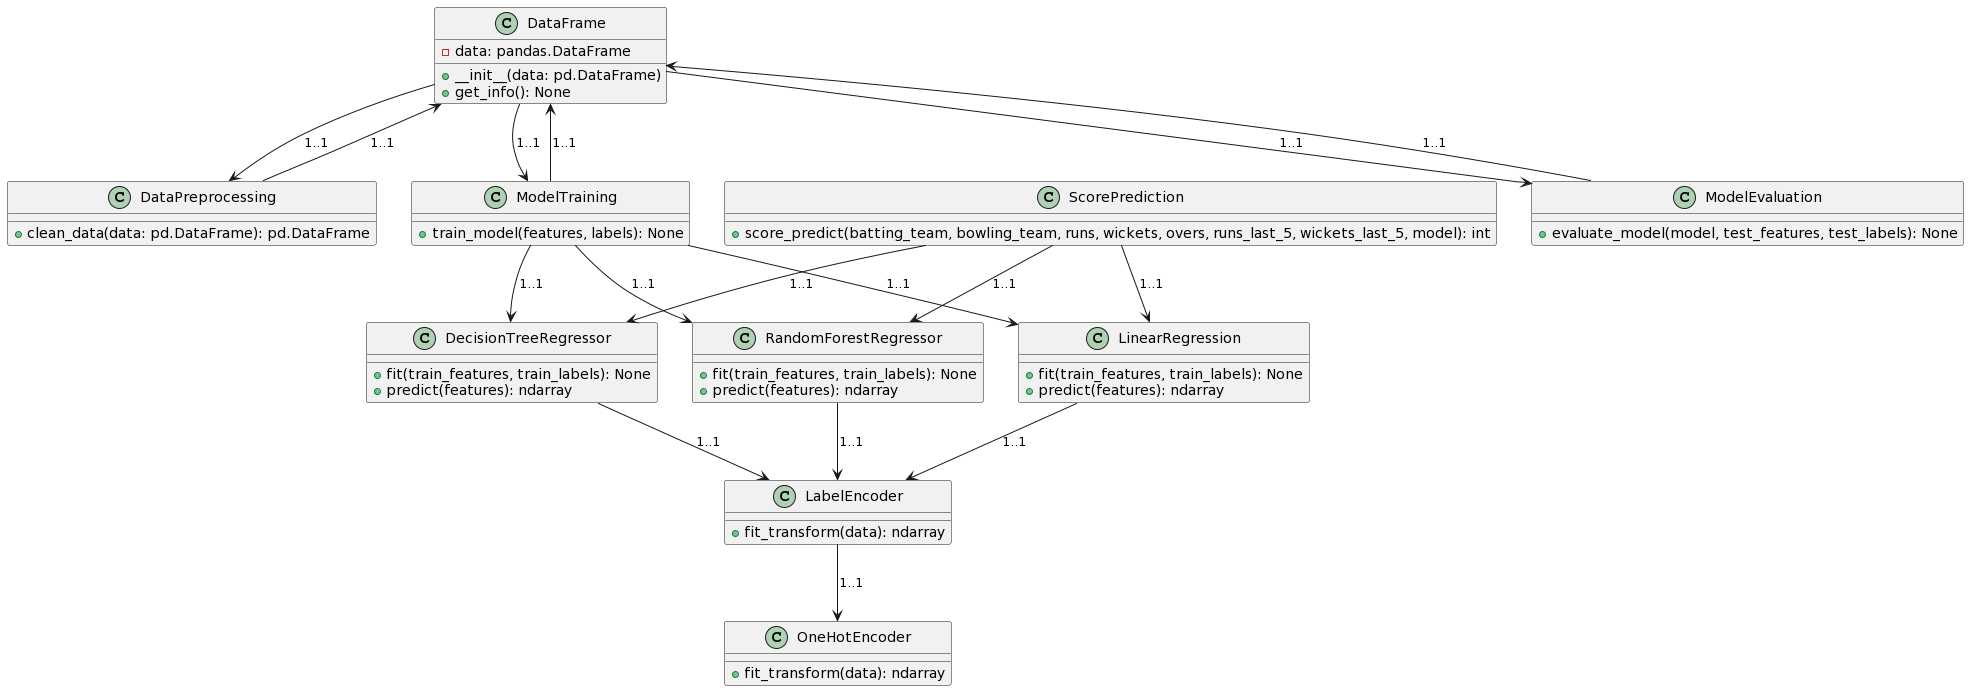 C DataFrame
data: pandas.DataFrame
__init__(data: pd.DataFrame)
get_info(): None
1..1
1..1
1..1
1..1
1..1
1..1
C DataPreprocessing
clean_data(data: pd.DataFrame): pd.DataFrame
C ModelTraining
train_model(features, labels): None
C ScorePrediction
score_predict(batting_team, bowling_team, runs, wickets, overs, runs_last_5, wickets_last_5, model): int
C ModelEvaluation
evaluate_model(model, test_features, test_labels): None
1..1
1..1
1..1
1..1
1..1
1..1
C DecisionTreeRegressor
fit(train_features, train_labels): None
predict(features): ndarray
C RandomForestRegressor
fit(train_features, train_labels): None
predict(features): ndarray
C LinearRegression
fit(train_features, train_labels): None
predict(features): ndarray
1..1
1..1
1..1
C LabelEncoder
fit_transform(data): ndarray
1..1
C OneHotEncoder
fit_transform(data): ndarray